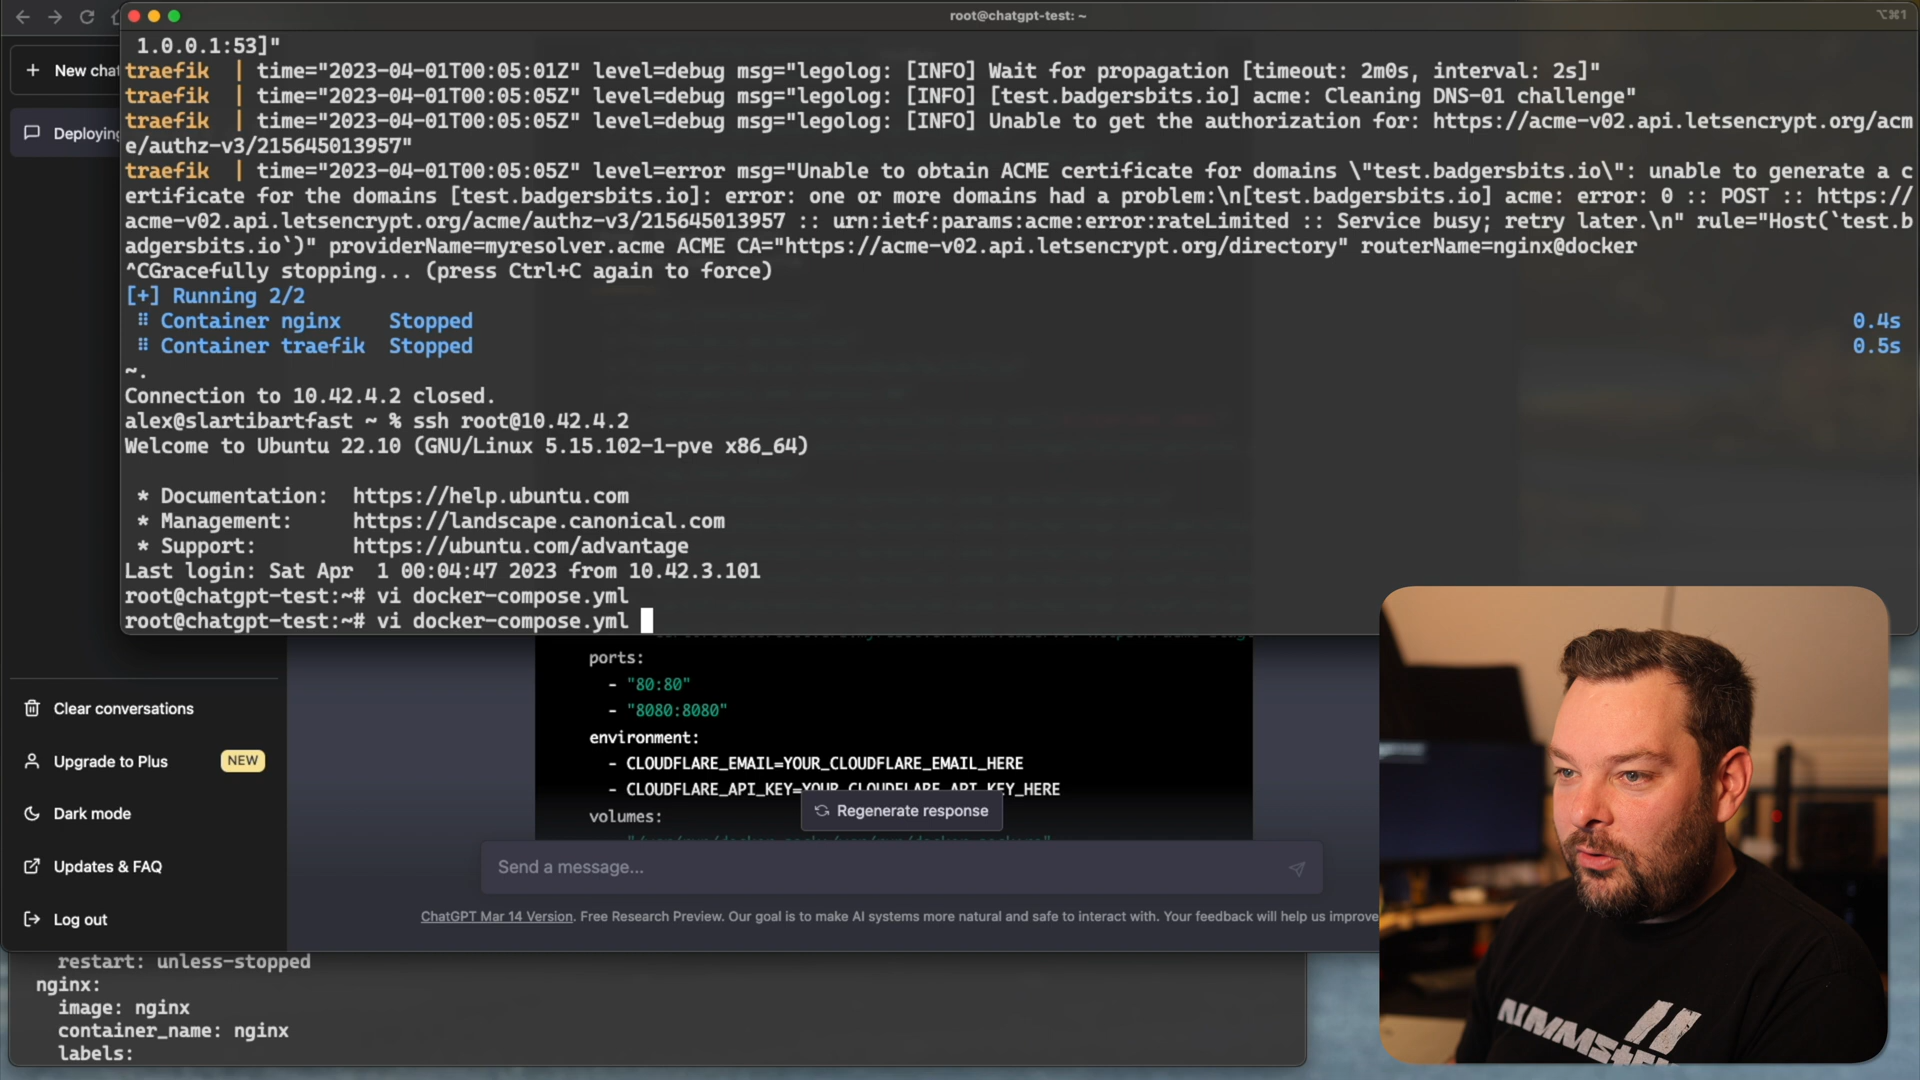 root@chatgpt-test: ~
⌥⌘1
1.0.0.1:53]"
traefik  | time="2023-04-01T00:05:01Z" level=debug msg="legolog: [INFO] Wait for propagation [timeout: 2m0s, interval: 2s]"
traefik  | time="2023-04-01T00:05:05Z" level=debug msg="legolog: [INFO] [test.badgersbits.io] acme: Cleaning DNS-01 challenge"
traefik  | time="2023-04-01T00:05:05Z" level=debug msg="legolog: [INFO] Unable to get the authorization for: https://acme-v02.api.letsencrypt.org/acm
e/authz-v3/215645013957"
traefik  | time="2023-04-01T00:05:05Z" level=error msg="Unable to obtain ACME certificate for domains \"test.badgersbits.io\": unable to generate a c
ertificate for the domains [test.badgersbits.io]: error: one or more domains had a problem:\n[test.badgersbits.io] acme: error: 0 :: POST :: https://
acme-v02.api.letsencrypt.org/acme/authz-v3/215645013957 :: urn:ietf:params:acme:error:rateLimited :: Service busy; retry later.\n" rule="Host(`test.b
adgersbits.io`)" providerName=myresolver.acme ACME CA="https://acme-v02.api.letsencrypt.org/directory" routerName=nginx@docker
^CGracefully stopping... (press Ctrl+C again to force)
[+] Running 2/2
⠿ Container nginx    Stopped 0.4s
⠿ Container traefik  Stopped 0.5s
~.
Connection to 10.42.4.2 closed.
alex@slartibartfast ~ % ssh root@10.42.4.2
Welcome to Ubuntu 22.10 (GNU/Linux 5.15.102-1-pve x86_64)
* Documentation:  https://help.ubuntu.com
* Management:     https://landscape.canonical.com
* Support:        https://ubuntu.com/advantage
Last login: Sat Apr  1 00:04:47 2023 from 10.42.3.101
root@chatgpt-test:~# vi docker-compose.yml
root@chatgpt-test:~# vi docker-compose.yml
+ New chat
Deploying
Clear conversations
Upgrade to Plus NEW
Dark mode
Updates & FAQ
Log out
ports:
- "80:80"
- "8080:8080"
environment:
- CLOUDFLARE_EMAIL=YOUR_CLOUDFLARE_EMAIL_HERE
- CLOUDFLARE_API_KEY=YOUR_CLOUDFLARE_API_KEY_HERE
volumes:
Regenerate response
Send a message...
ChatGPT Mar 14 Version. Free Research Preview. Our goal is to make AI systems more natural and safe to interact with. Your feedback will help us improve
restart: unless-stopped
nginx:
image: nginx
container_name: nginx
labels: